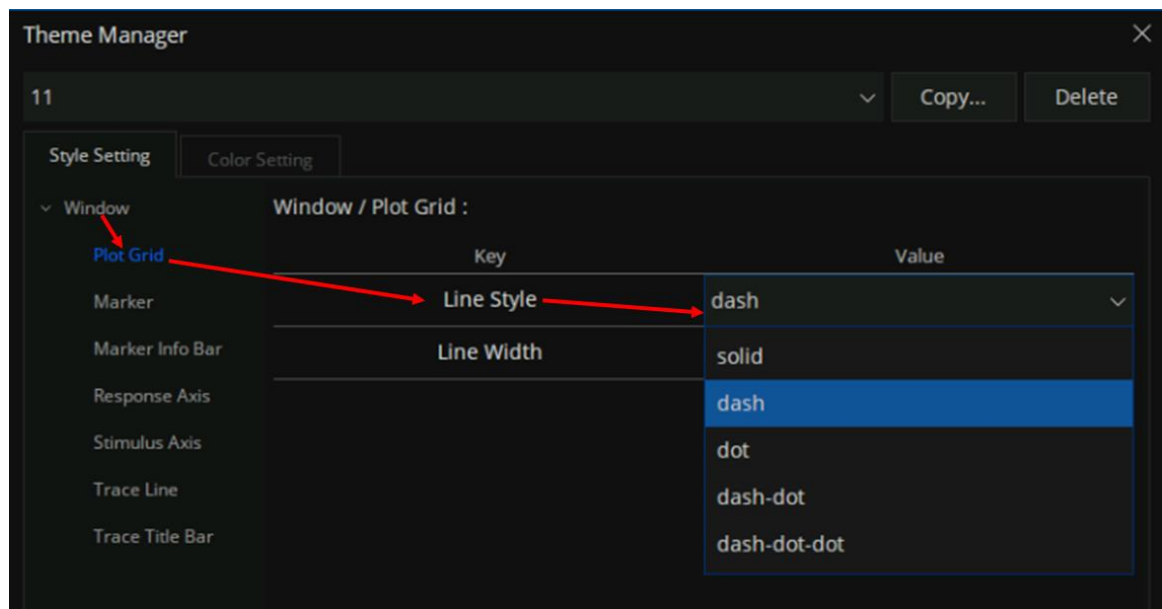 Theme Manager
11
Copy...
Delete
Style Setting
Color Setting
Window
Window / Plot Grid :
Plot Grid
Key
Value
Marker
Line Style
dash
Marker Info Bar
Line Width
solid
Response Axis
dash
Stimulus Axis
dot
Trace Line
dash-dot
Trace Title Bar
dash-dot-dot